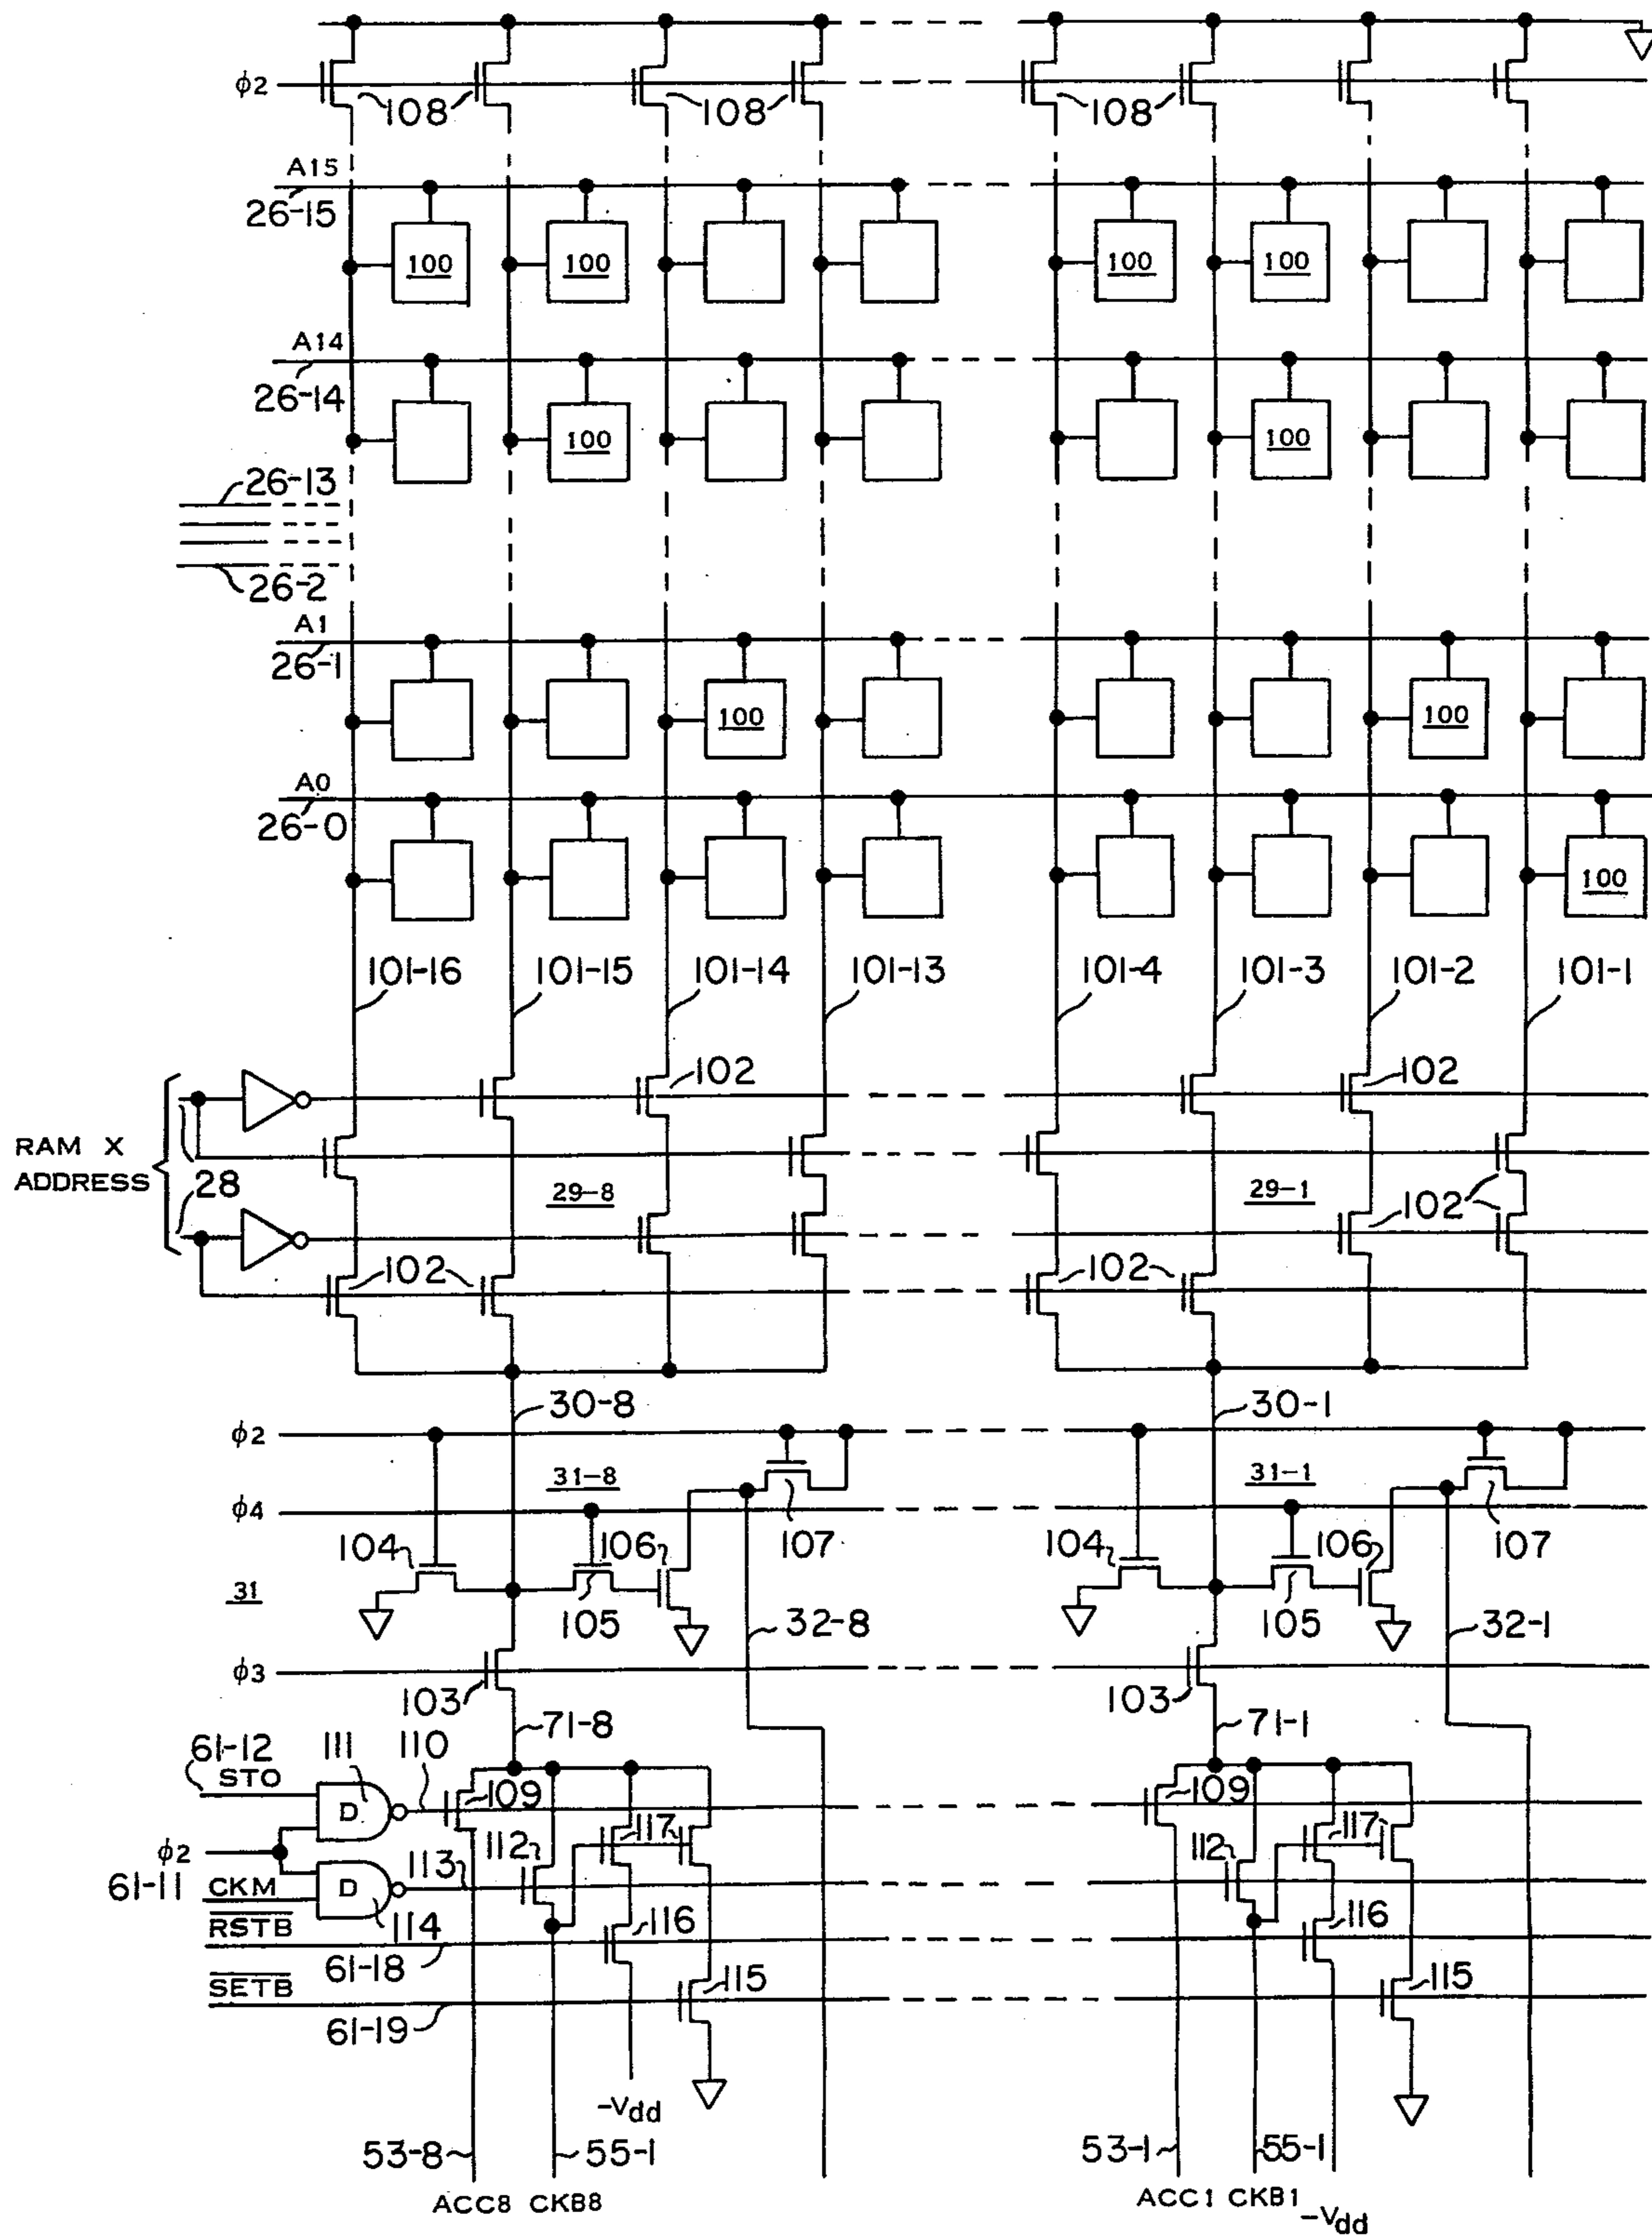 ϕ2 108 108 108
A15
26-15
100 100 100 100
A14
26-14
100 100
26-13
26-2
A1
26-1
100 100
A0
26-0
100
101-16 101-15 101-14 101-13 101-4 101-3 101-2 101-1
102 102
RAM X
ADDRESS
28 29-8 29-1 102
102 102
30-8 30-1
ϕ2
31-8 31-1
ϕ4
104 106 107 104 106 107
31 105 32-8 105 32-1
ϕ3
103 103
71-8 71-1
61-12 111 110
STO
D 109 109
ϕ2 112 117 112 117
61-11 113
CKM D
RSTB 114 116 116
61-18
SETB 115 115
61-19
-Vdd
53-8 55-1 53-1 55-1
ACC8 CKB8 ACC1 CKB1
-Vdd